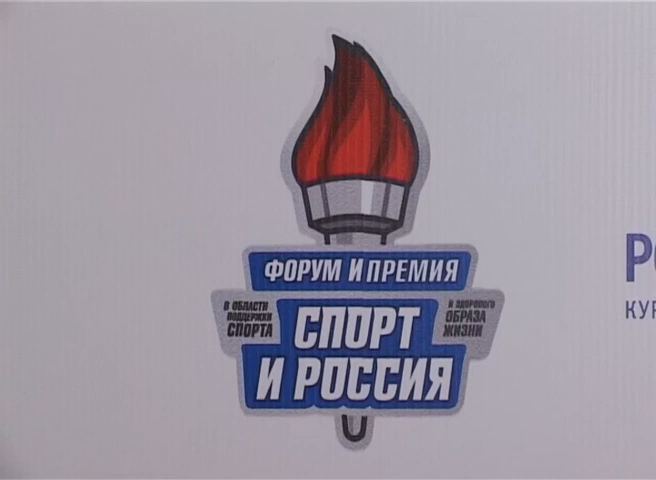 ФОРУМ И ПРЕМИЯ
В ОБЛАСТИ
ПОДДЕРЖКИ
СПОРТА
И ЗДОРОВОГО
ОБРАЗА
ЖИЗНИ
СПОРТ
И РОССИЯ